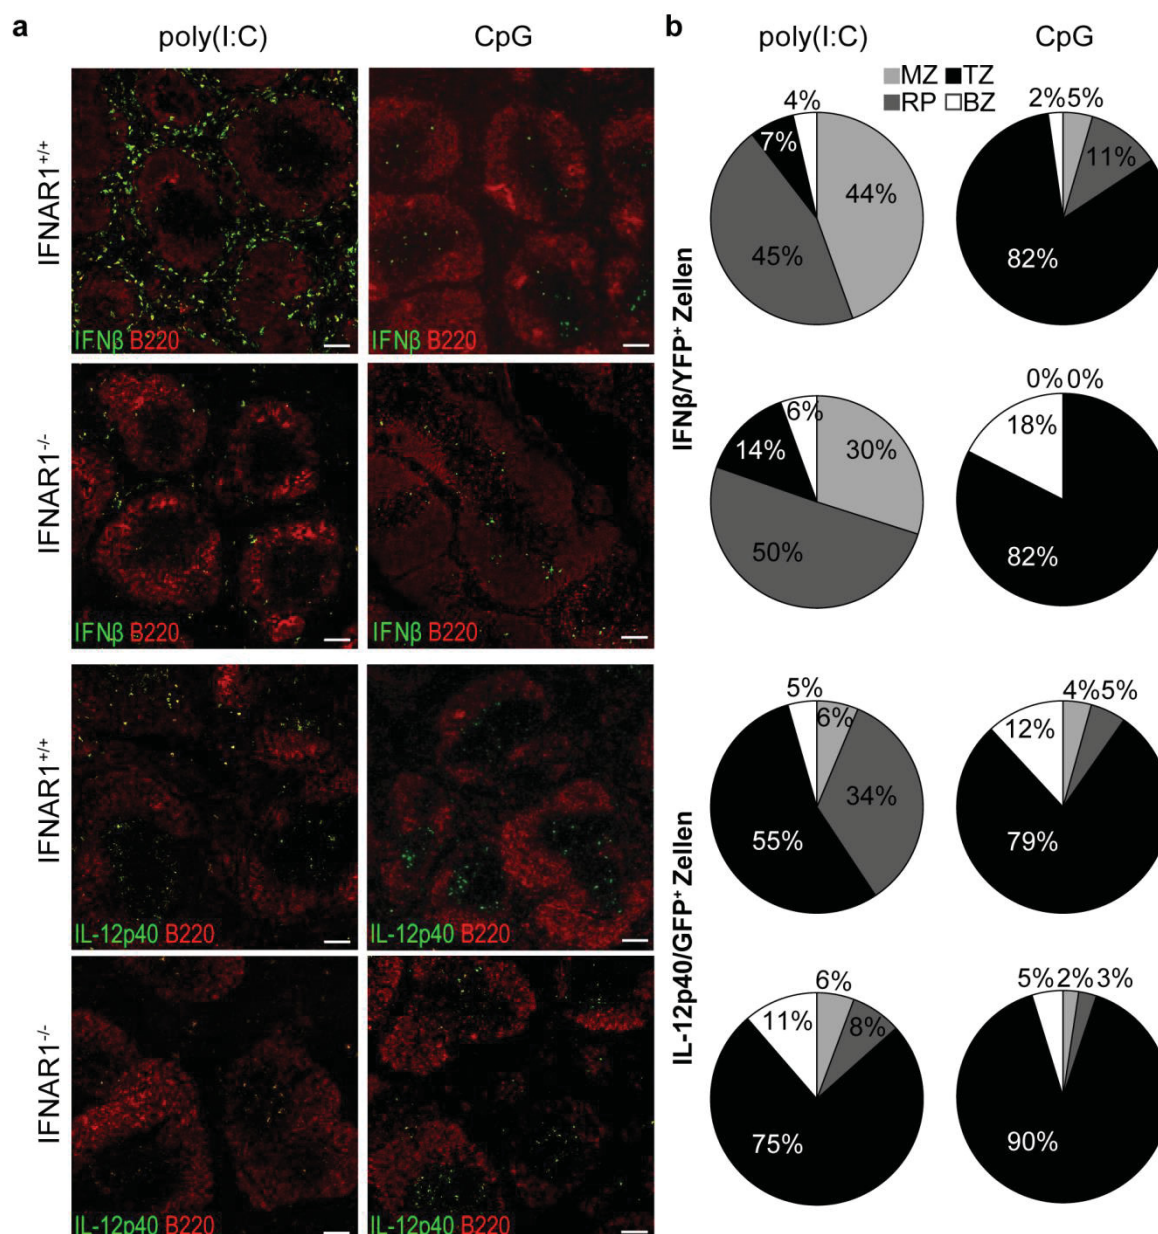 a
poly(I:C) CpG
IFNAR1+/+
IFNβ B220 IFNβ B220
IFNAR1-/-
IFNβ B220 IFNβ B220
IFNAR1+/+
IL-12p40 B220 IL-12p40 B220
IFNAR1-/-
IL-12p40 B220 IL-12p40 B220
b
poly(I:C) CpG
MZ TZ
RP BZ
IFNβ/YFP+ Zellen
4% 7% 44% 45%
2% 5% 11% 82%
6% 14% 30% 50%
0% 0% 18% 82%
IL-12p40/GFP+ Zellen
5% 6% 34% 55%
4% 5% 12% 79%
6% 11% 8% 75%
5% 2% 3% 90%